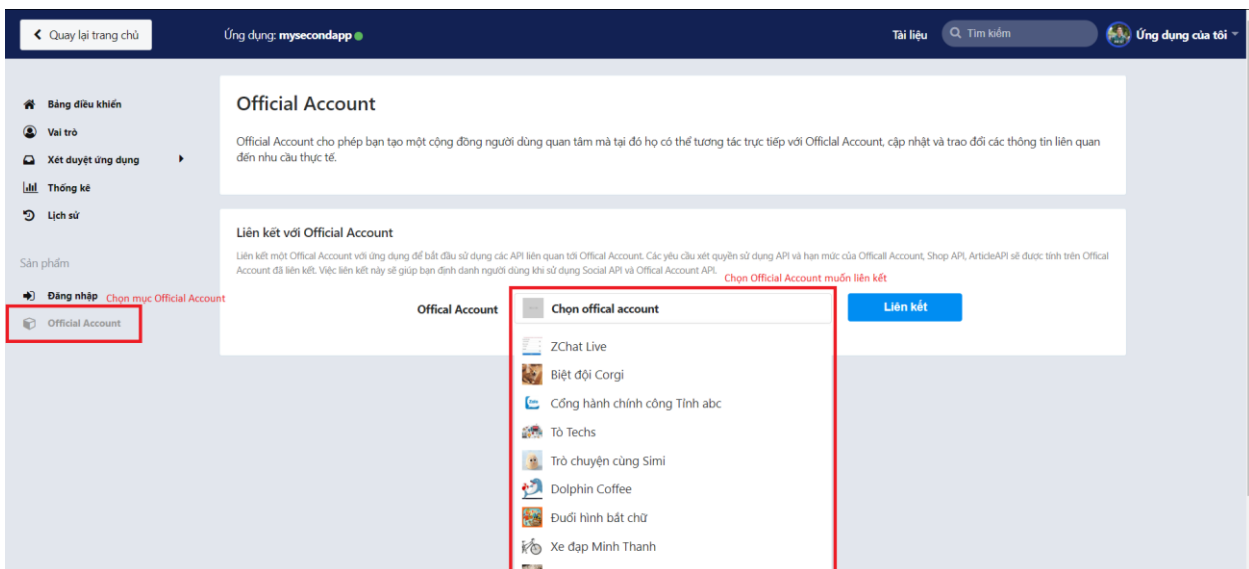 Quay lại trang chủ
Ứng dụng: mysecondapp
Tài liệu
Tìm kiếm
Ứng dụng của tôi
Bảng điều khiển
Vai trò
Xét duyệt ứng dụng
Thống kê
Lịch sử
Sản phẩm
Đăng nhập
Chọn mục Official Account
Official Account
Official Account
Official Account cho phép bạn tạo một cộng đồng người dùng quan tâm mà tại đó họ có thể tương tác trực tiếp với Officlal Account, cập nhật và trao đổi các thông tin liên quan
đến nhu cầu thực tế.
Liên kết với Official Account
Liên kết một Official Account với ứng dụng để bắt đầu sử dụng các API liên quan tới Offical Account. Các yêu cầu xét quyền sử dụng API và hạn mức của Officall Account, Shop API, ArticleAPI sẽ được tính trên Offical
Account đã liên kết. Việc liên kết này sẽ giúp bạn định danh người dùng khi sử dụng Social API và Offical Account API.
Chọn Official Account muốn liên kết
Offical Account
Chọn offical account
Liên kết
ZChat Live
Biệt đội Corgi
Cổng hành chính công Tỉnh abc
Tò Techs
Trò chuyện cùng Simi
Dolphin Coffee
Đuổi hình bắt chữ
Xe đạp Minh Thanh